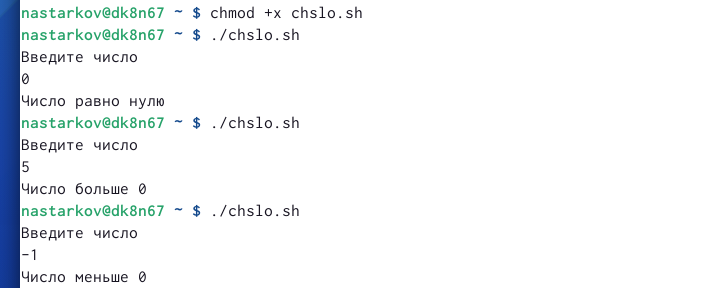 nastarkov@dk8n67 ~ $ chmod +x chslo.sh
nastarkov@dk8n67 ~ $ ./chslo.sh
Введите число
0
Число равно нулю
nastarkov@dk8n67 ~ $ ./chslo.sh
Введите число
5
Число больше 0
nastarkov@dk8n67 ~ $ ./chslo.sh
Введите число
-1
Число меньше 0